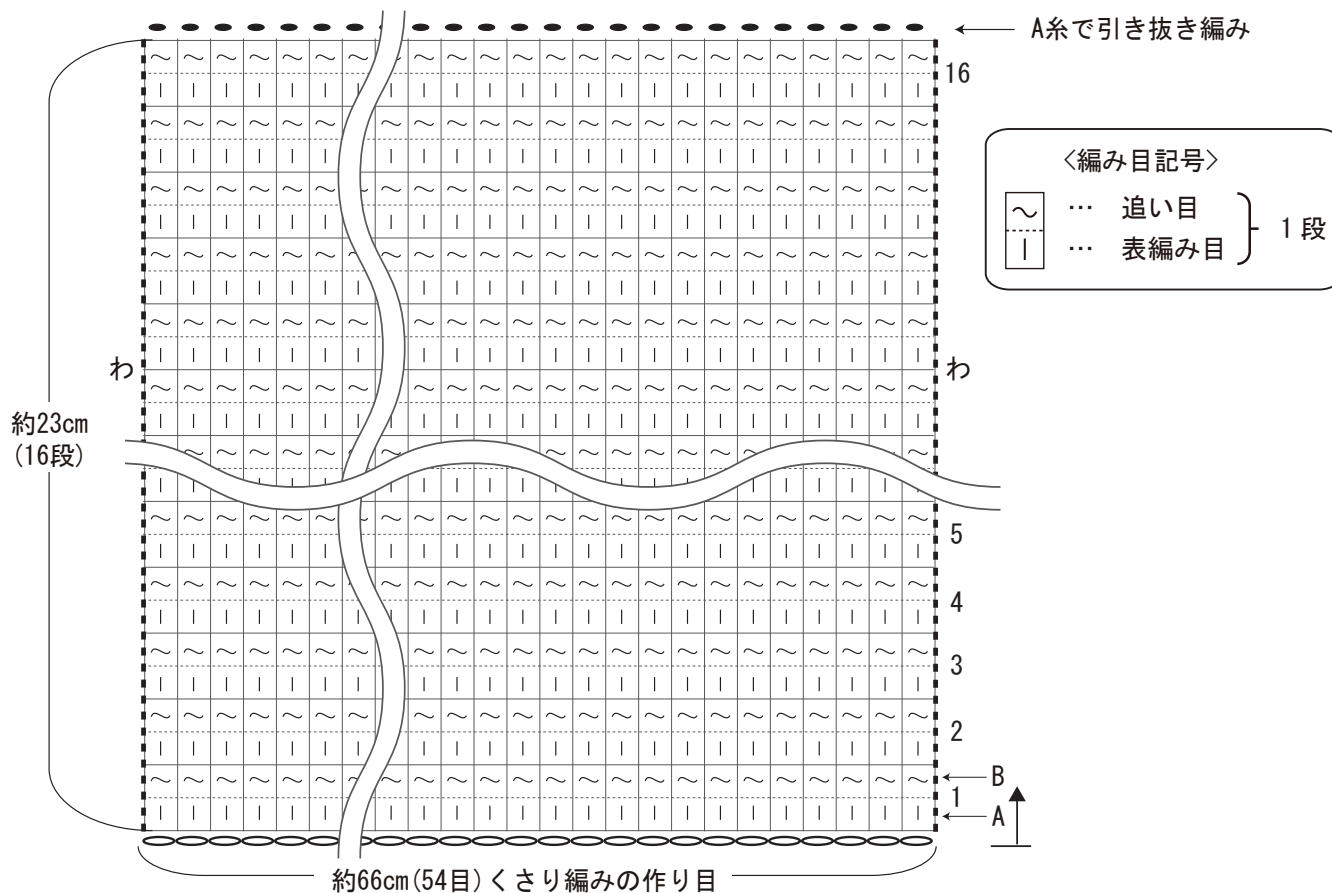 A糸で引き抜き編み
16
<編み目記号>
… 追い目
… 表編み目
1段
わ
わ
約23cm
(16段)
5
4
3
2
B
1
A
約66cm(54目)くさり編みの作り目